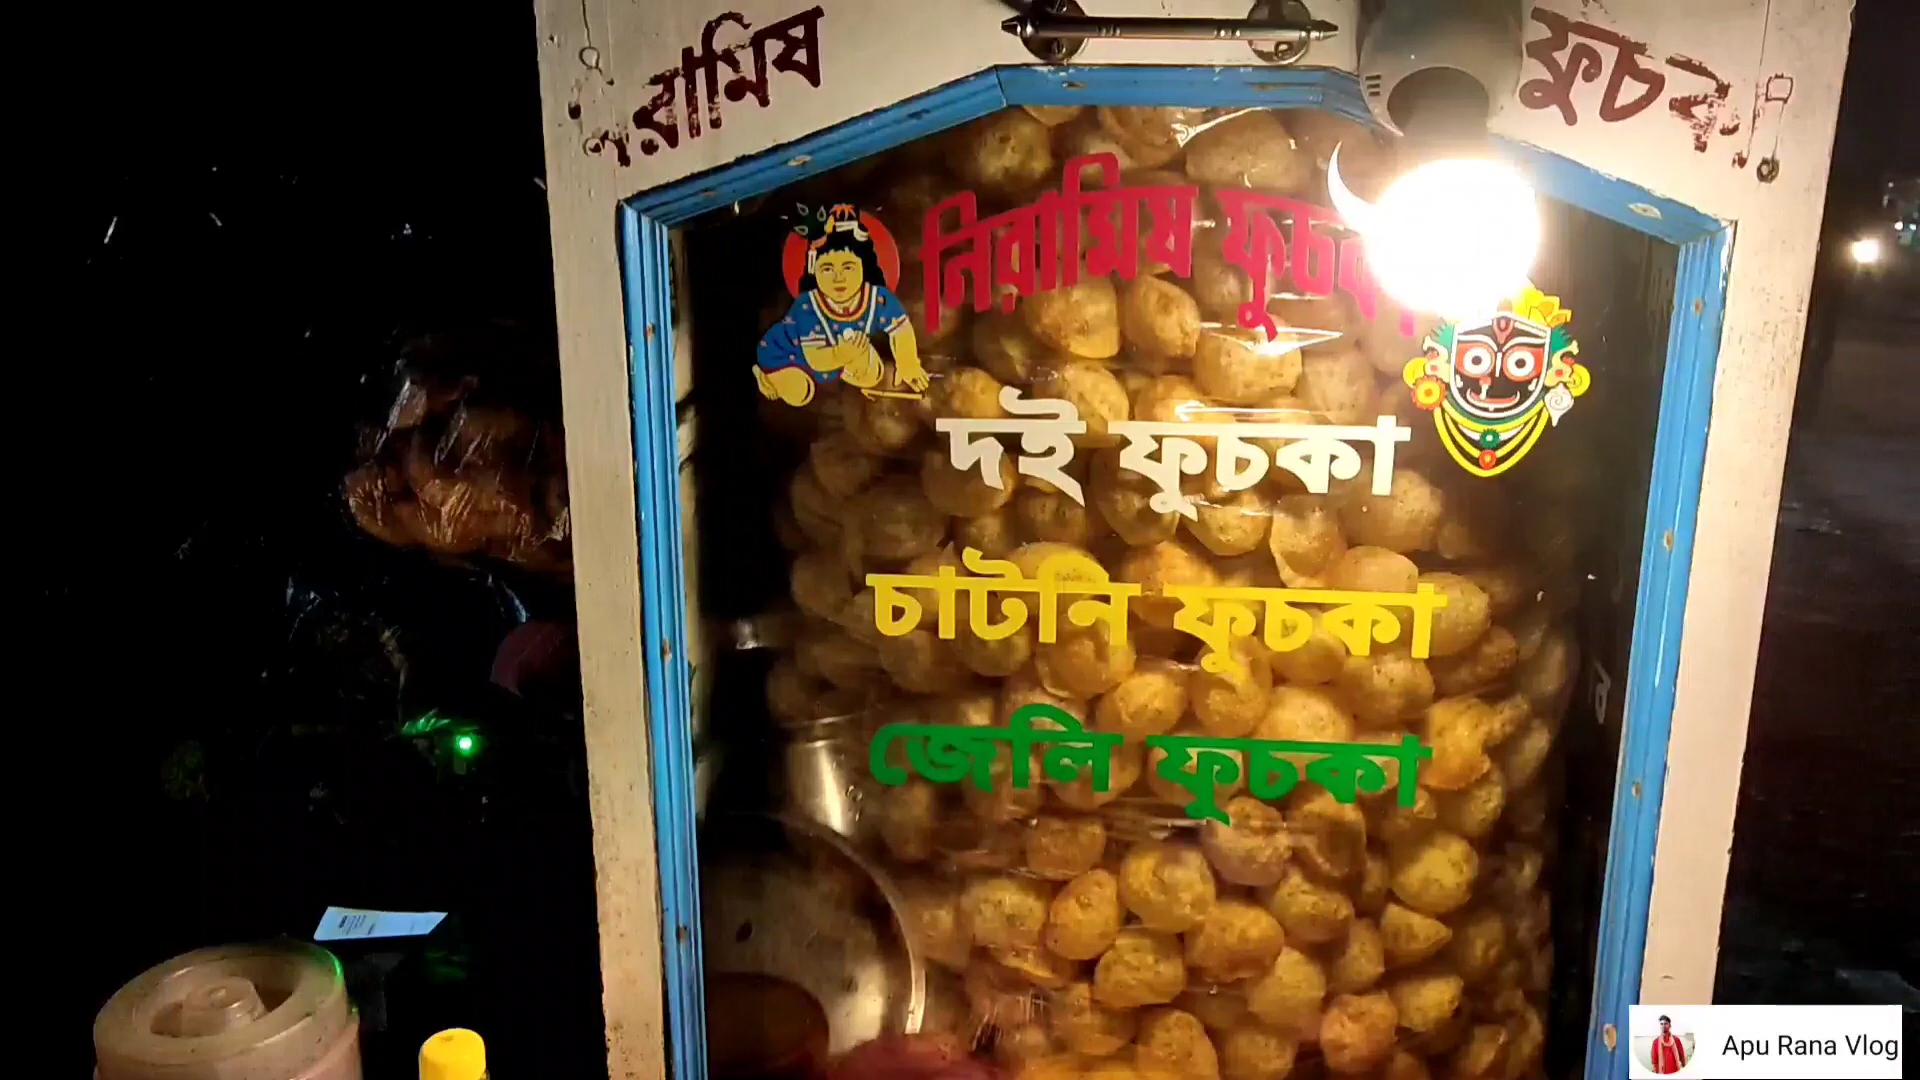 নিরামিষ ফুচকা
নিরামিষ ফুচকা
দই ফুচকা
চাটনি ফুচকা
জেলি ফুচকা
Apu Rana Vlog